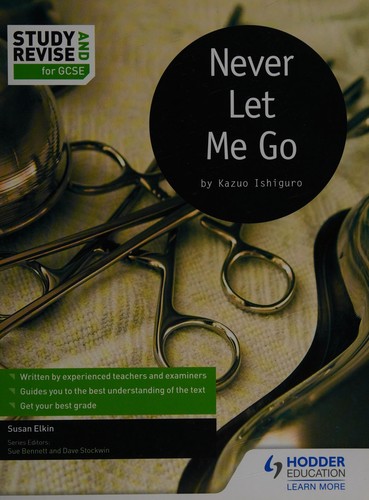 STUDY
AND
REVISE
for GCSE
Never
Let
Me Go
by Kazuo Ishiguro
Written by experienced teachers and examiners
Guides you to the best understanding of the text
Get your best grade
Susan Elkin
Series Editors:
Sue Bennett and Dave Stockwin
HODDER
EDUCATION
LEARN MORE